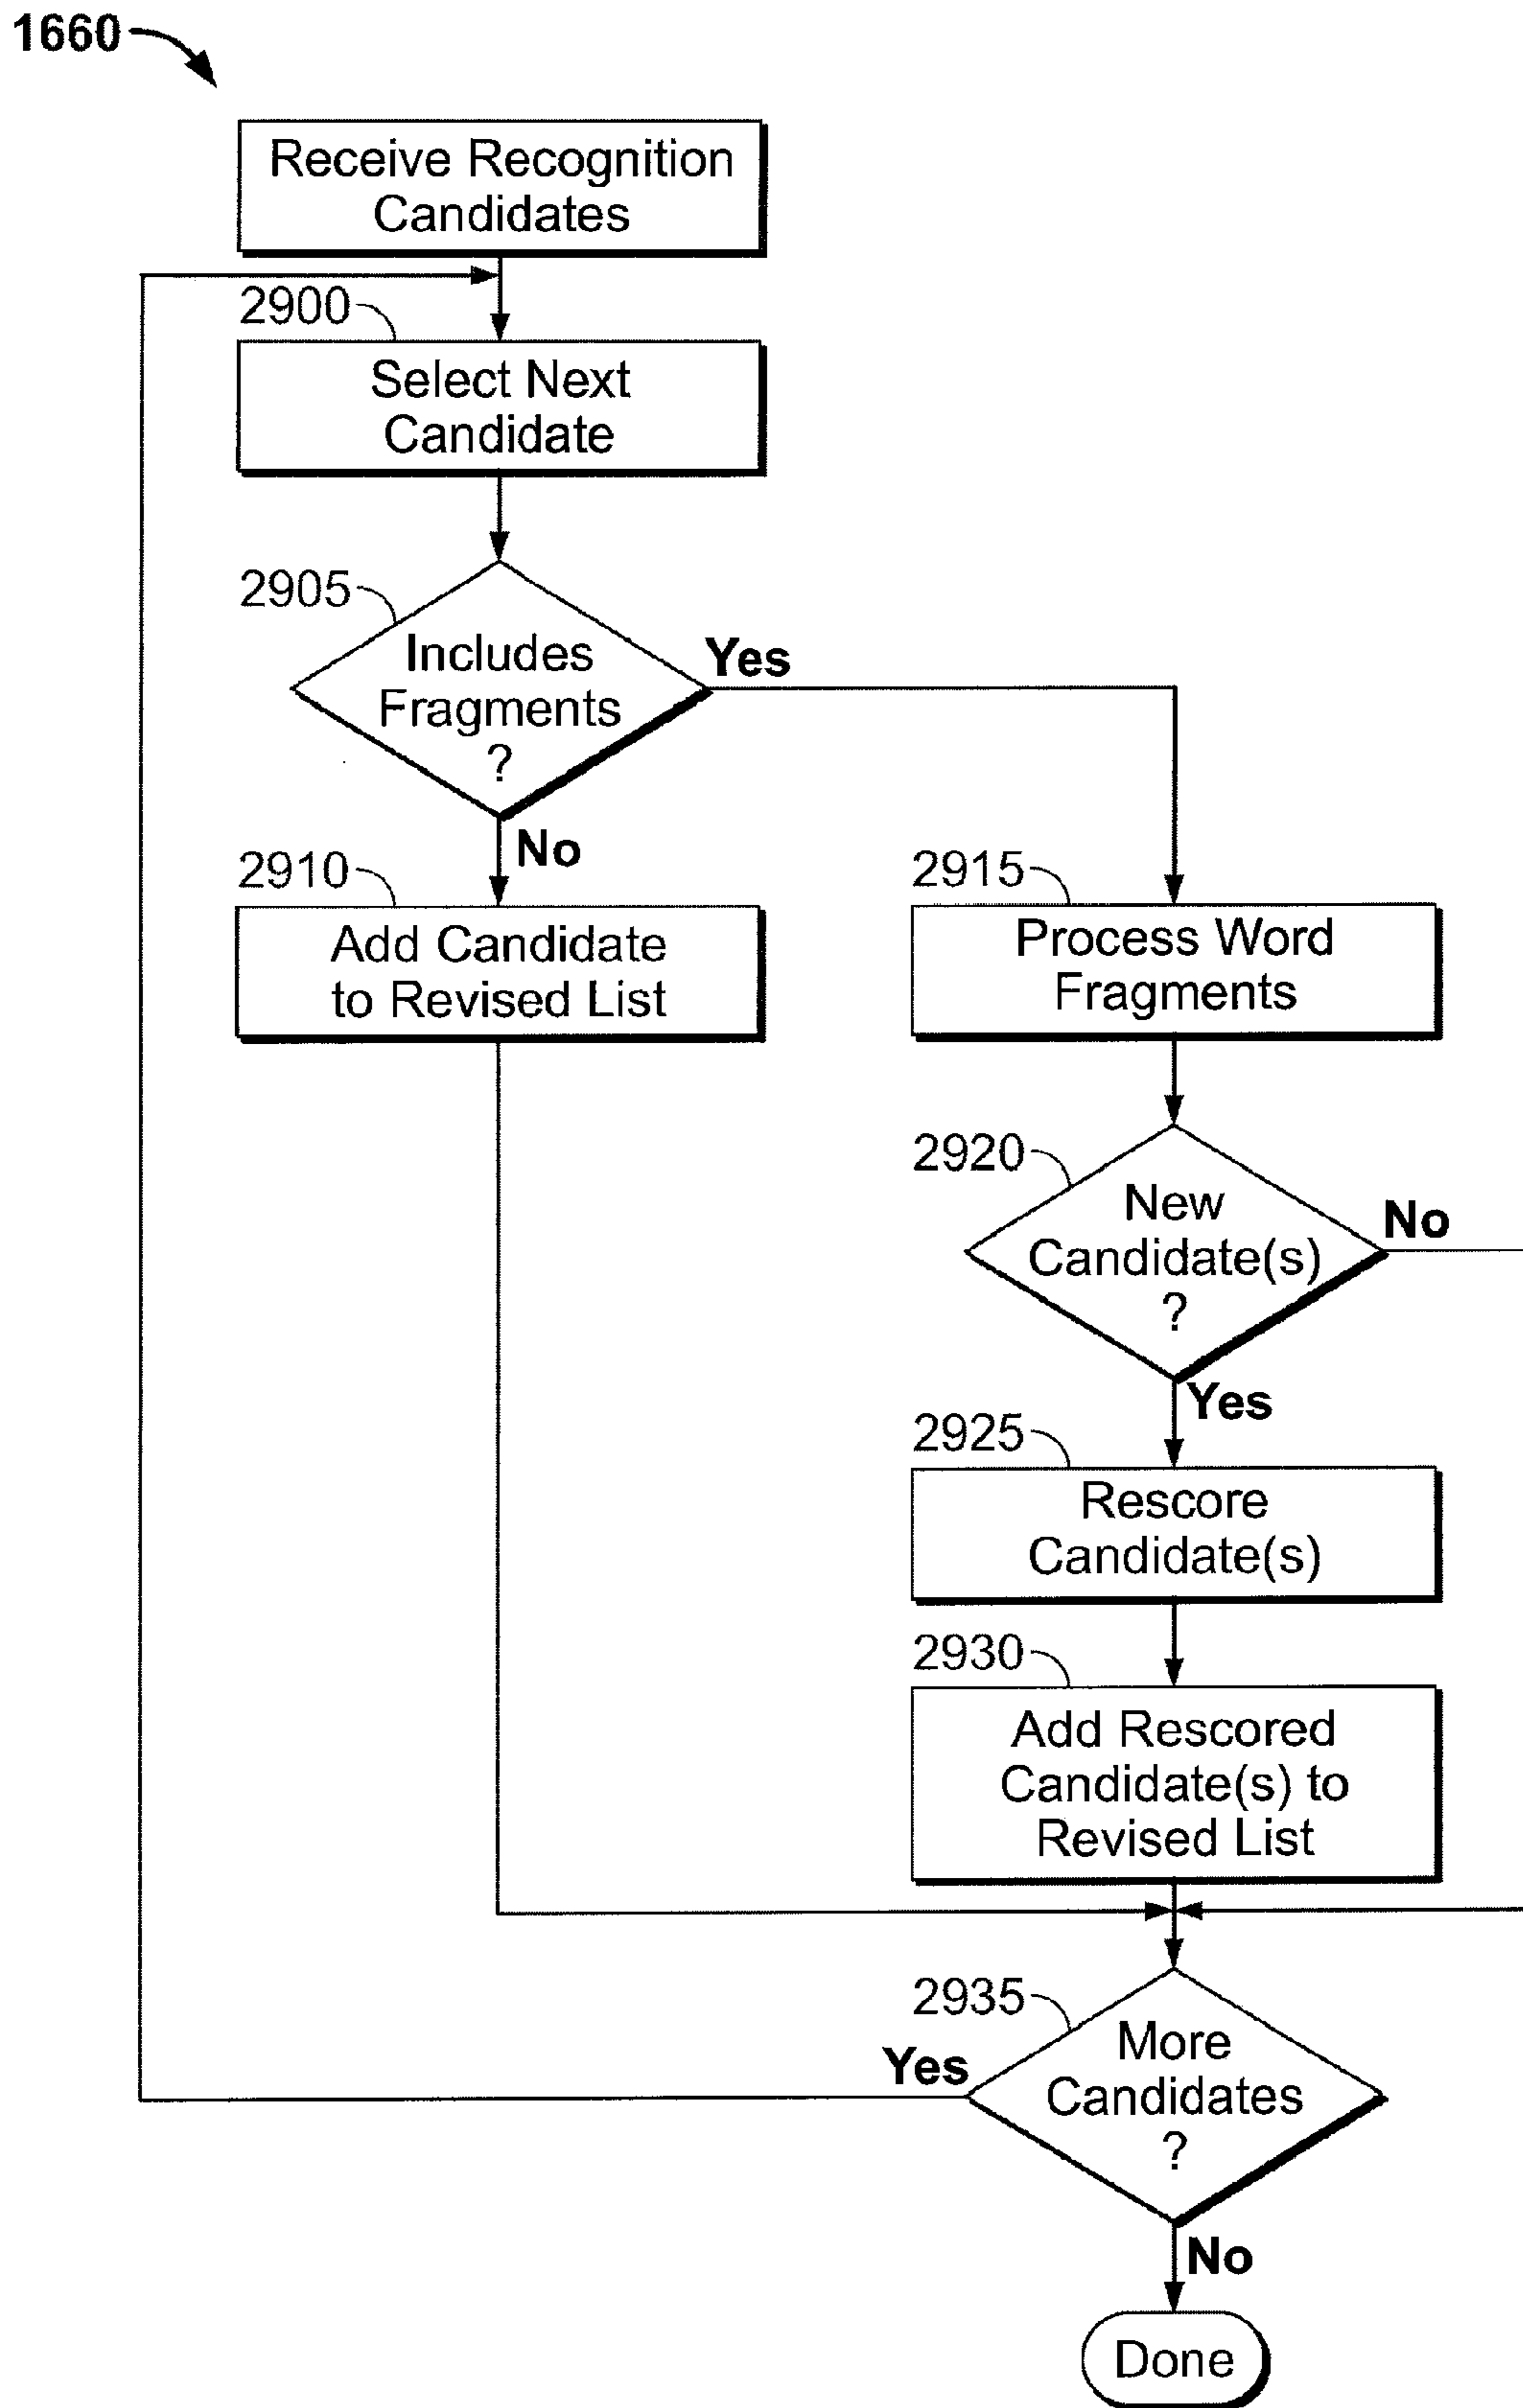 1660
Receive Recognition
Candidates
2900
Select Next
Candidate
2905
Includes
Fragments
?
Yes
No
2910
Add Candidate
to Revised List
2915
Process Word
Fragments
2920
New
Candidate(s)
?
No
Yes
2925
Rescore
Candidate(s)
2930
Add Rescored
Candidate(s) to
Revised List
2935
More
Candidates
?
Yes
No
Done